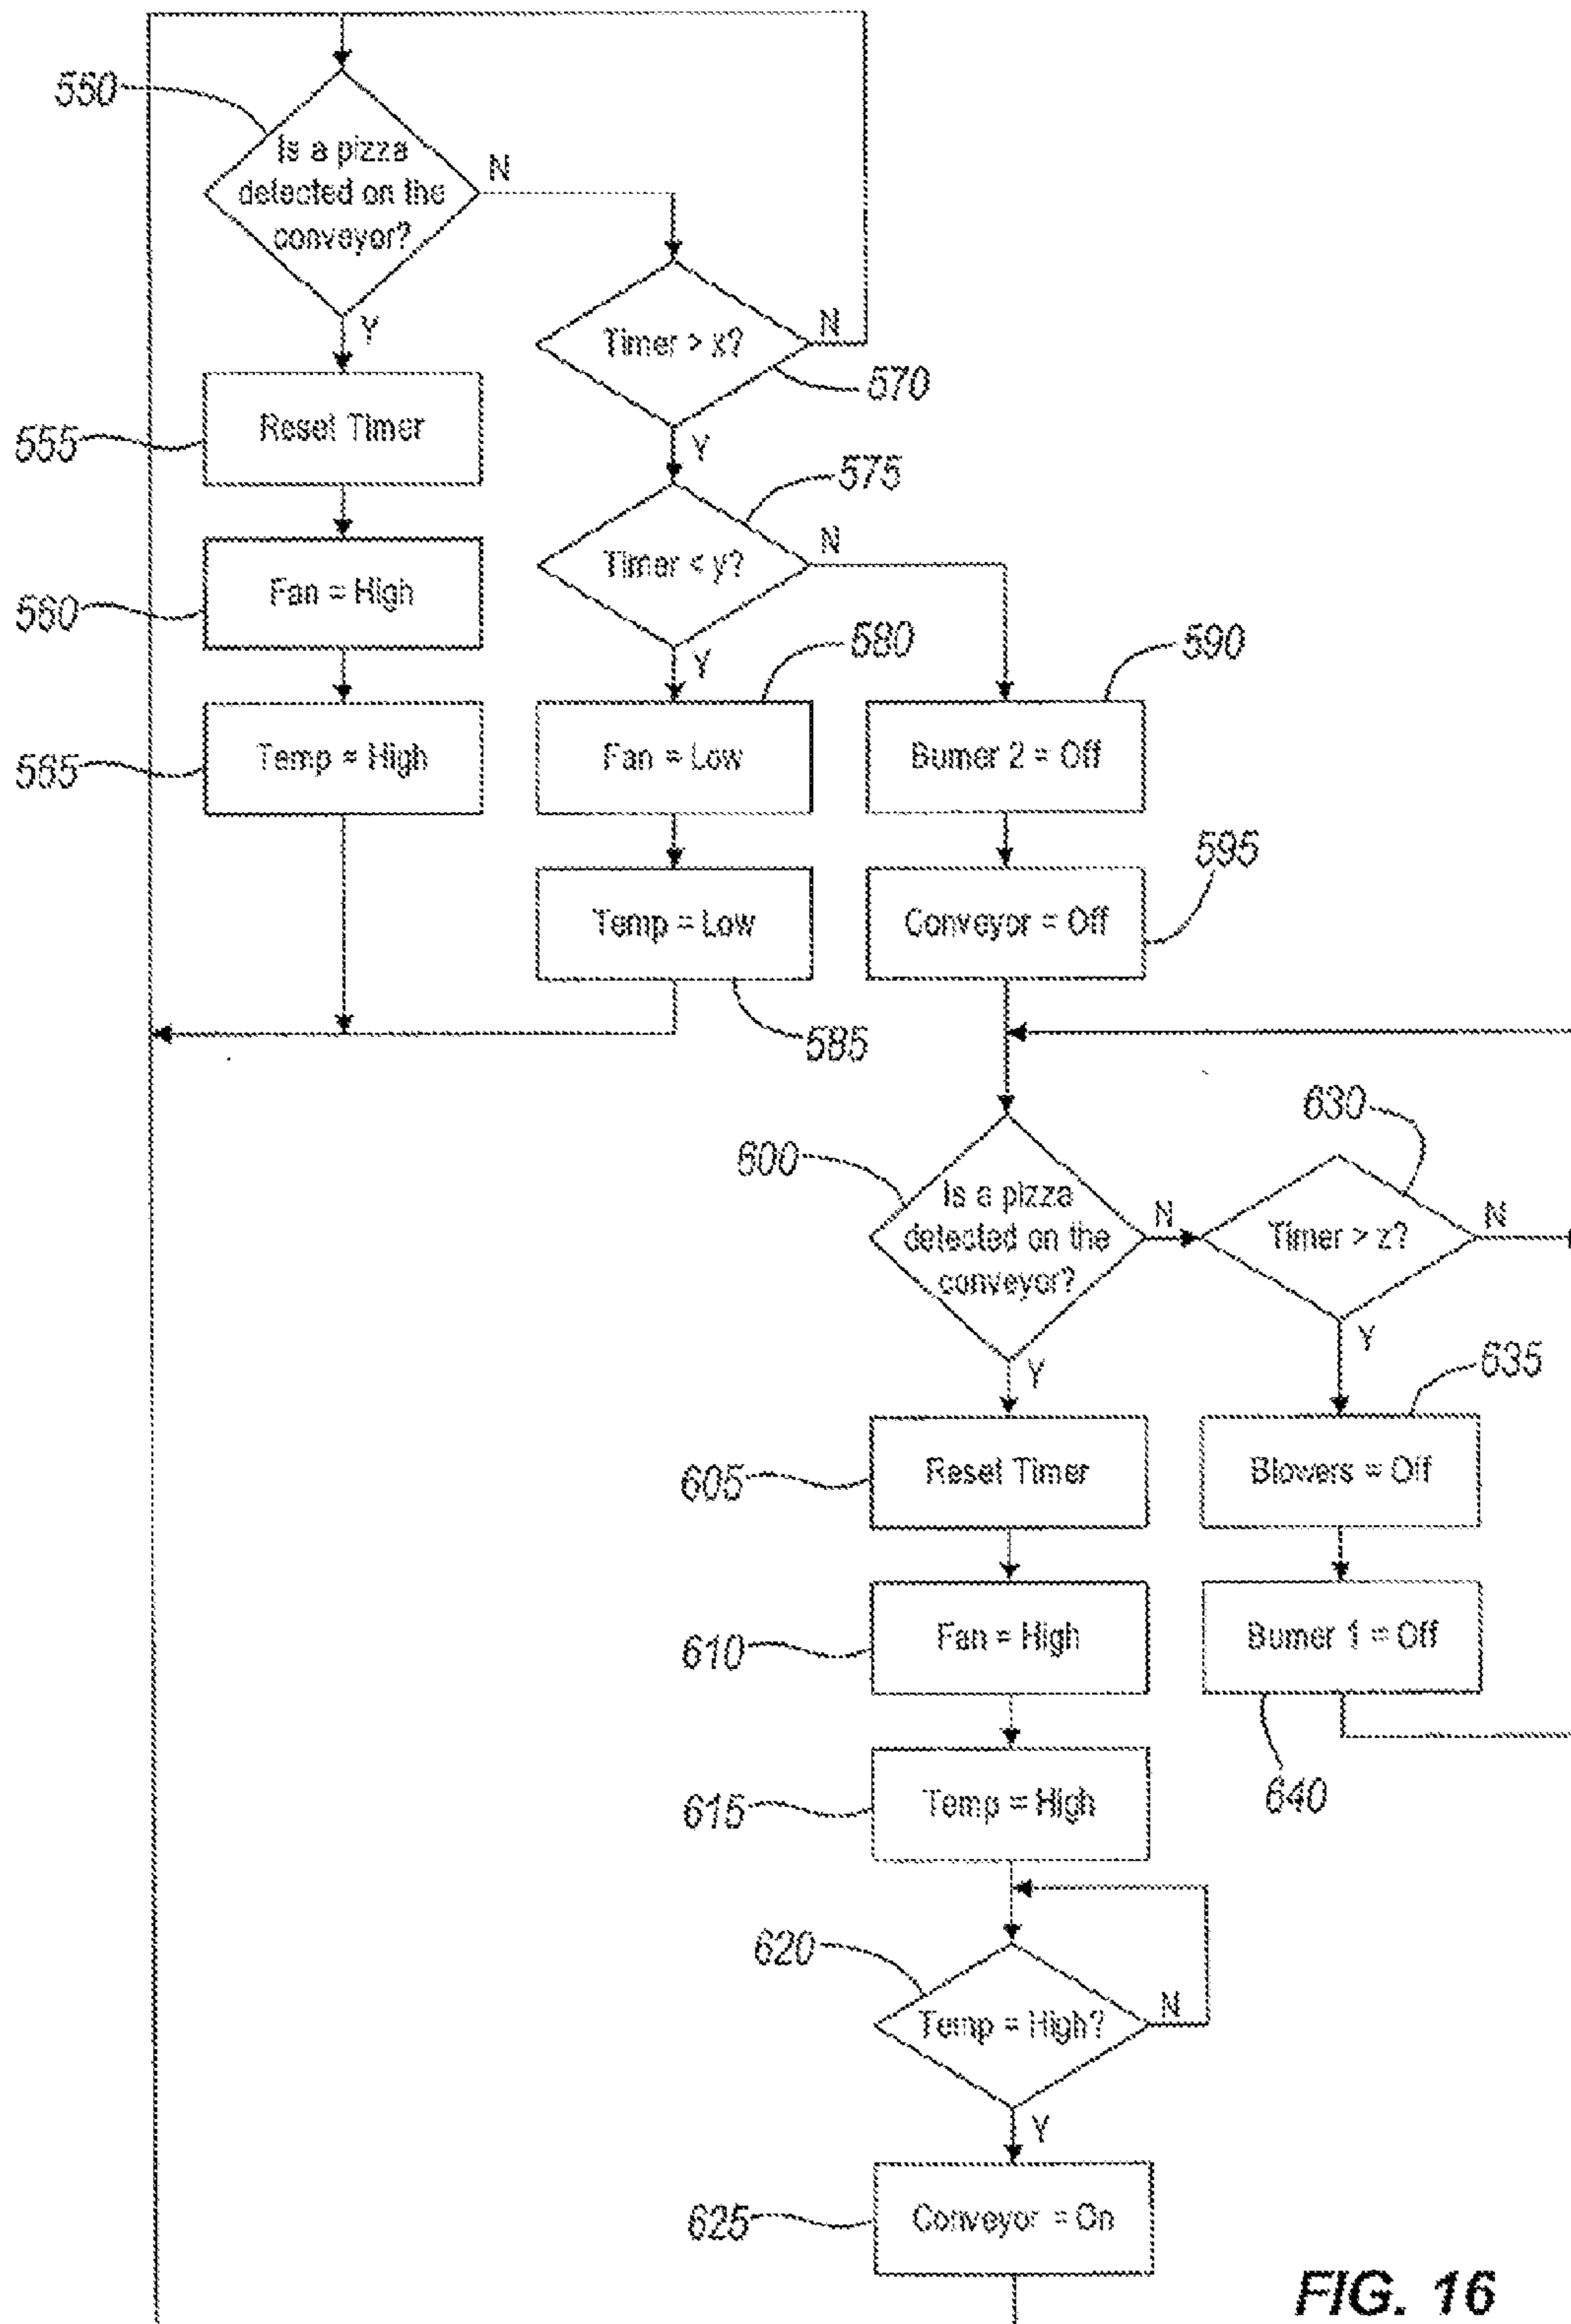 550
Is a pizza
detected on the
conveyor?
N
Y
Timer > x?
N
570
Y
555
Reset Timer
575
Timer < y?
N
Y
560
Fan = High
580
590
565
Temp = High
Fan = Low
Burner 2 = Off
595
Temp = Low
Conveyor = Off
585
630
600
Is a pizza
detected on the
conveyor?
N
Timer > z?
N
Y
Y
635
605
Reset Timer
Blowers = Off
610
Fan = High
Burner 1 = Off
640
615
Temp = High
620
Temp = High?
N
Y
625
Conveyor = On
FIG. 16